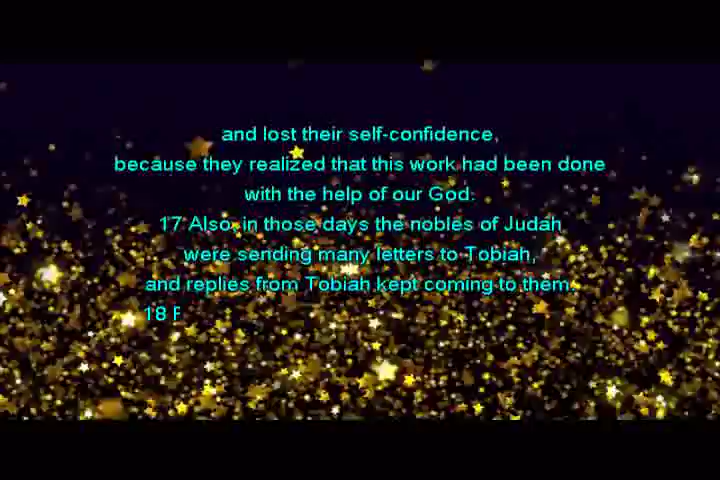 and lost their self-confidence,
because they realized that this work had been done
with the help of our God.
17 Also, in those days the nobles of Judah
were sending many letters to Tobiah,
and replies from Tobiah kept coming to them.
18 F